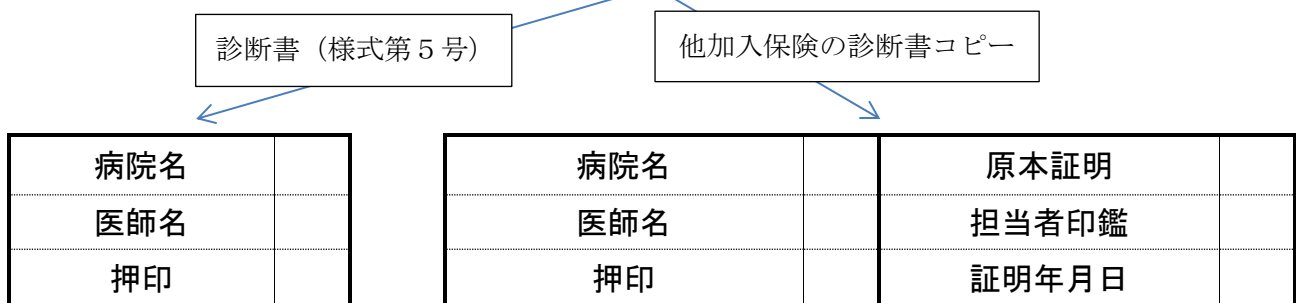 診断書（様式第５号）
他加入保険の診断書コピー
病院名
医師名
押印
病院名 原本証明
医師名 担当者印鑑
押印 証明年月日